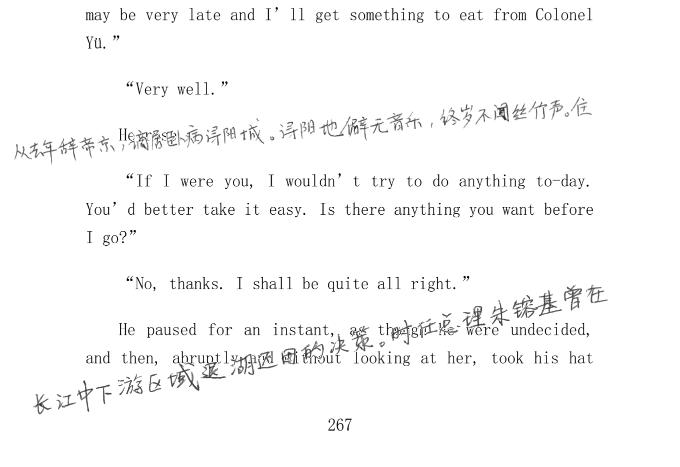 may be very late and I'll get something to eat from Colonel
Yü.”
“Very well.”
He
从去年辞帝京，谪居卧病浔阳城。浔阳地僻无音乐，终岁不闻丝竹声。住
“If I were you, I wouldn't try to do anything to-day.
You'd better take it easy. Is there anything you want before
I go?”
“No, thanks. I shall be quite all right.”
He paused for an instant, as though he were undecided,
and then, abruptly and without looking at her, took his hat
长江中下游区域退湖还田的决策。时任总理朱镕基曾在
267